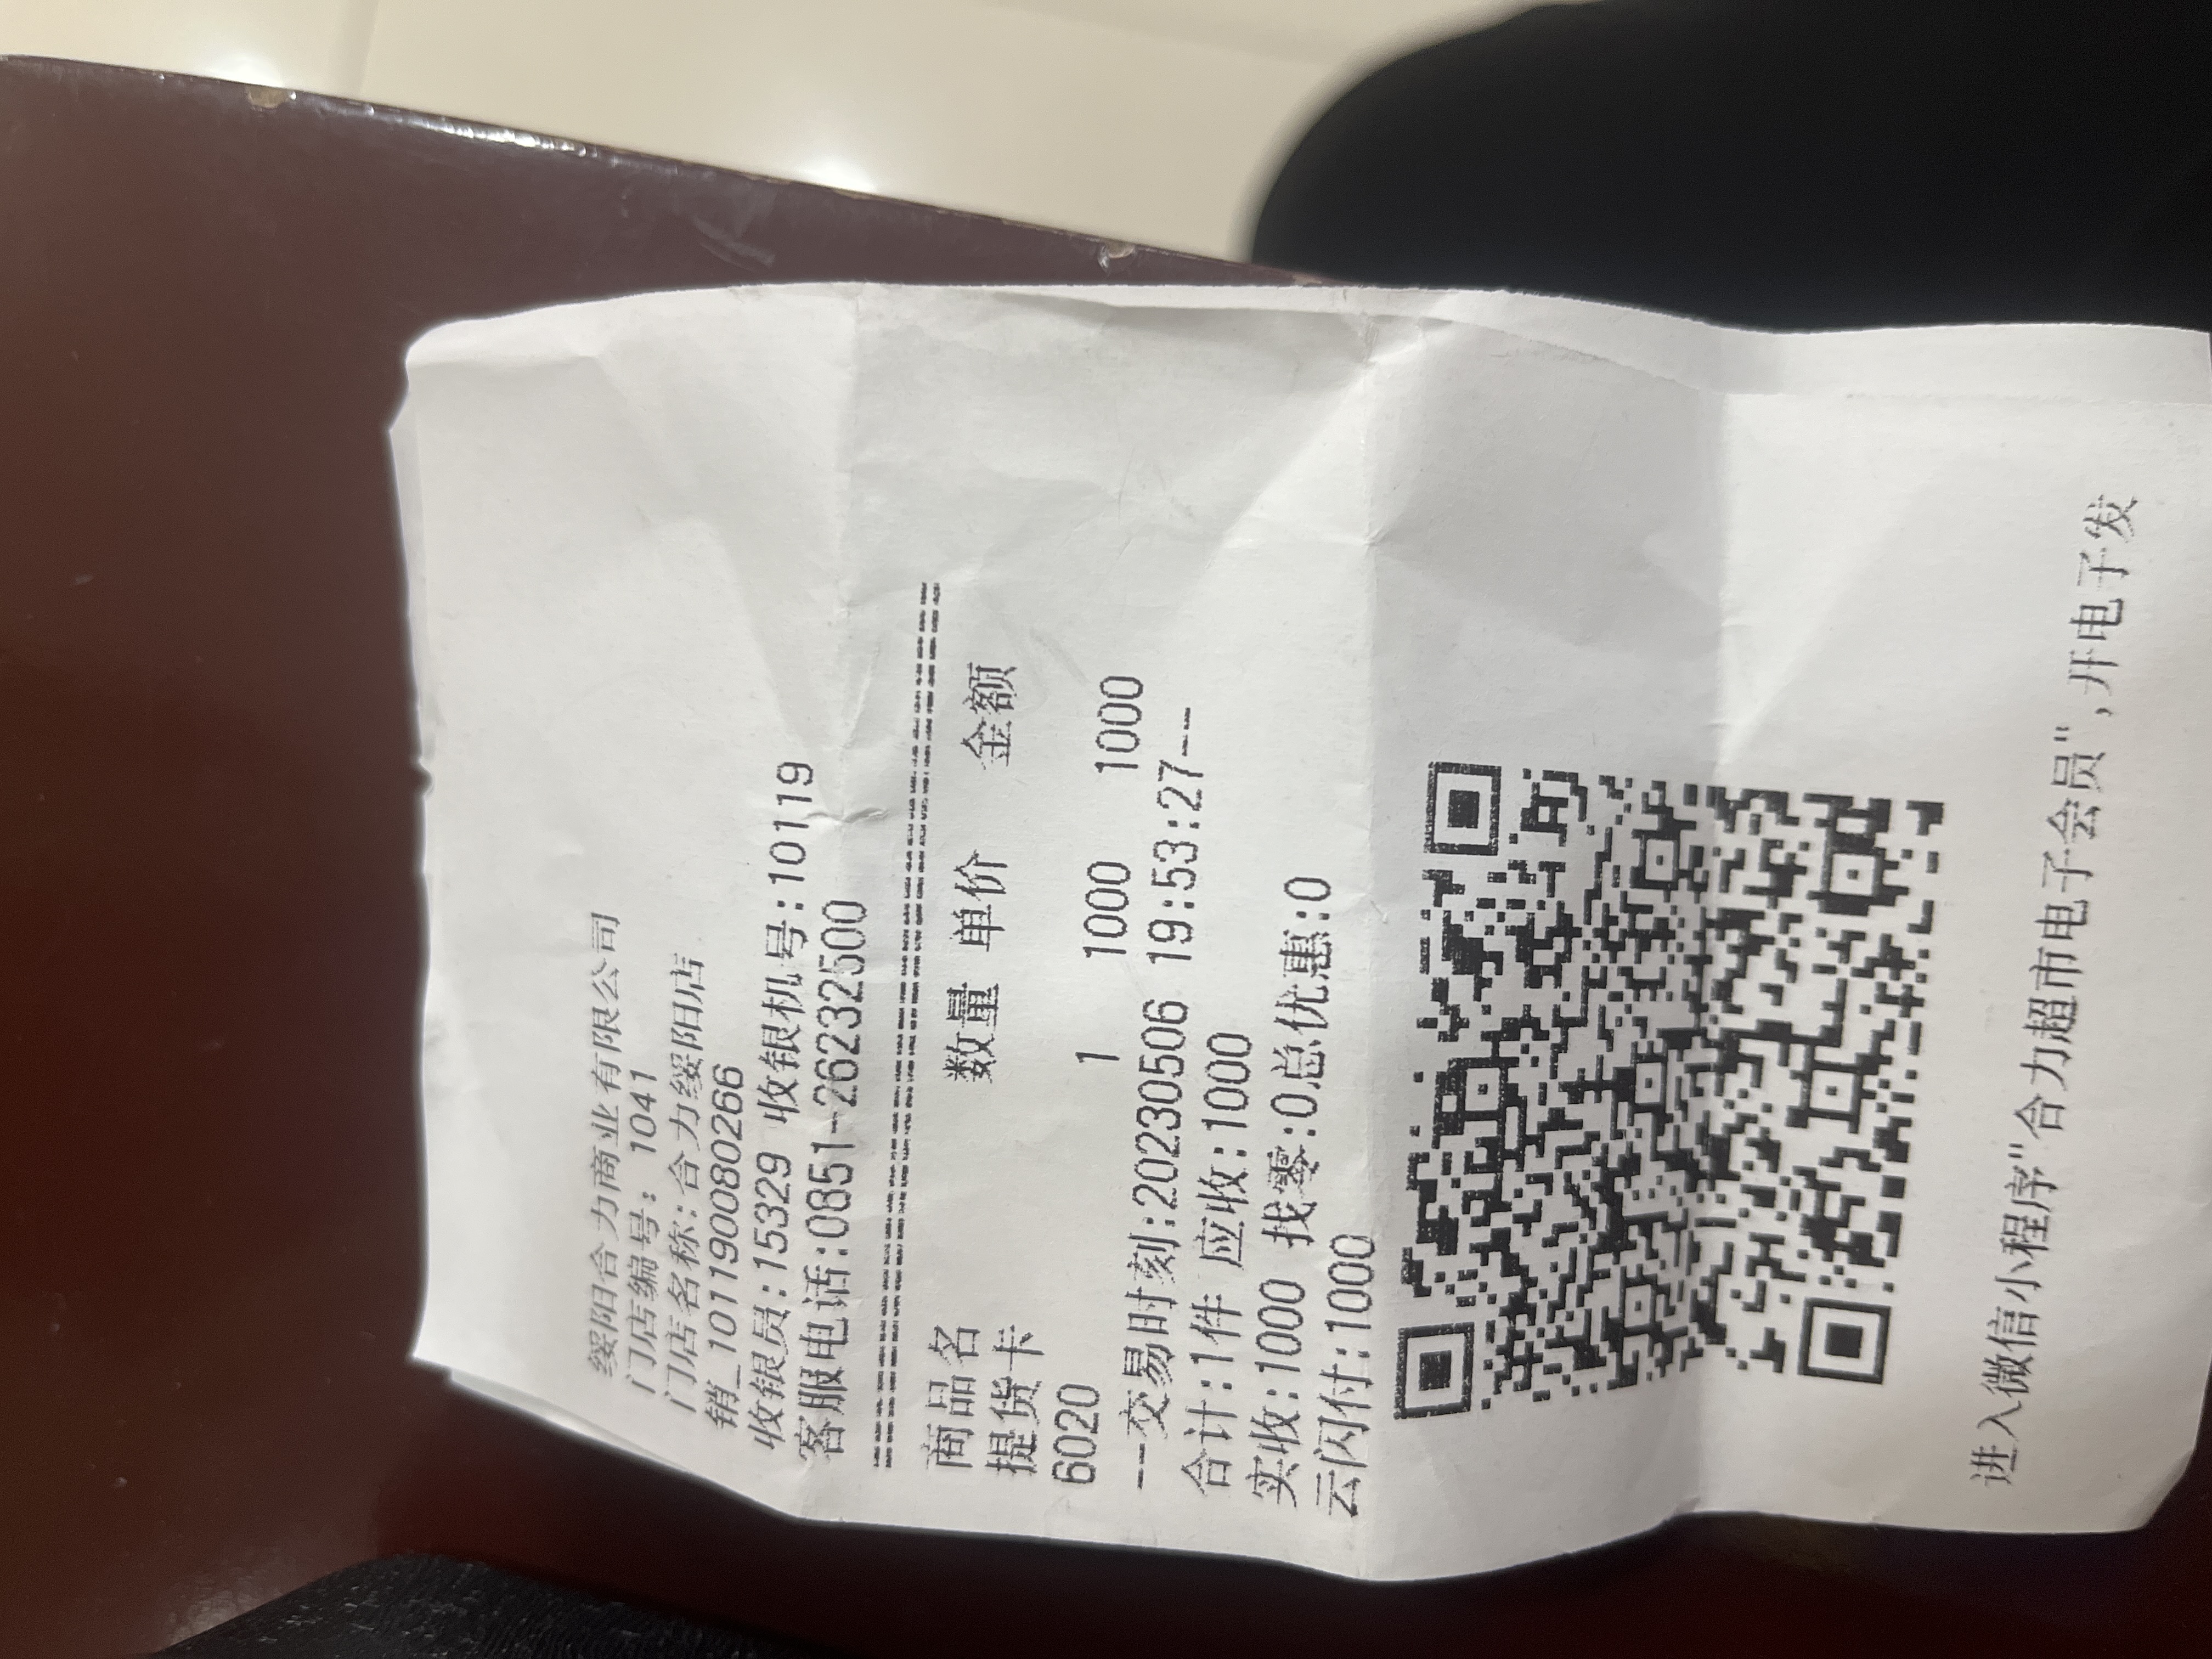 绥阳合力商业有限公司
门店编号：1041
门店名称：合力绥阳店
销_101190080266
收银员:15329 收银机号:10119
客服电话:0851-26232500
========================================
商品名 数量 单价 金额
提货卡
6020 1 1000 1000
--交易时刻:20230506 19:53:27--
合计:1件 应收:1000
实收:1000 找零:0总优惠:0
云闪付:1000
进入微信小程序"合力超市电子会员",开电子发